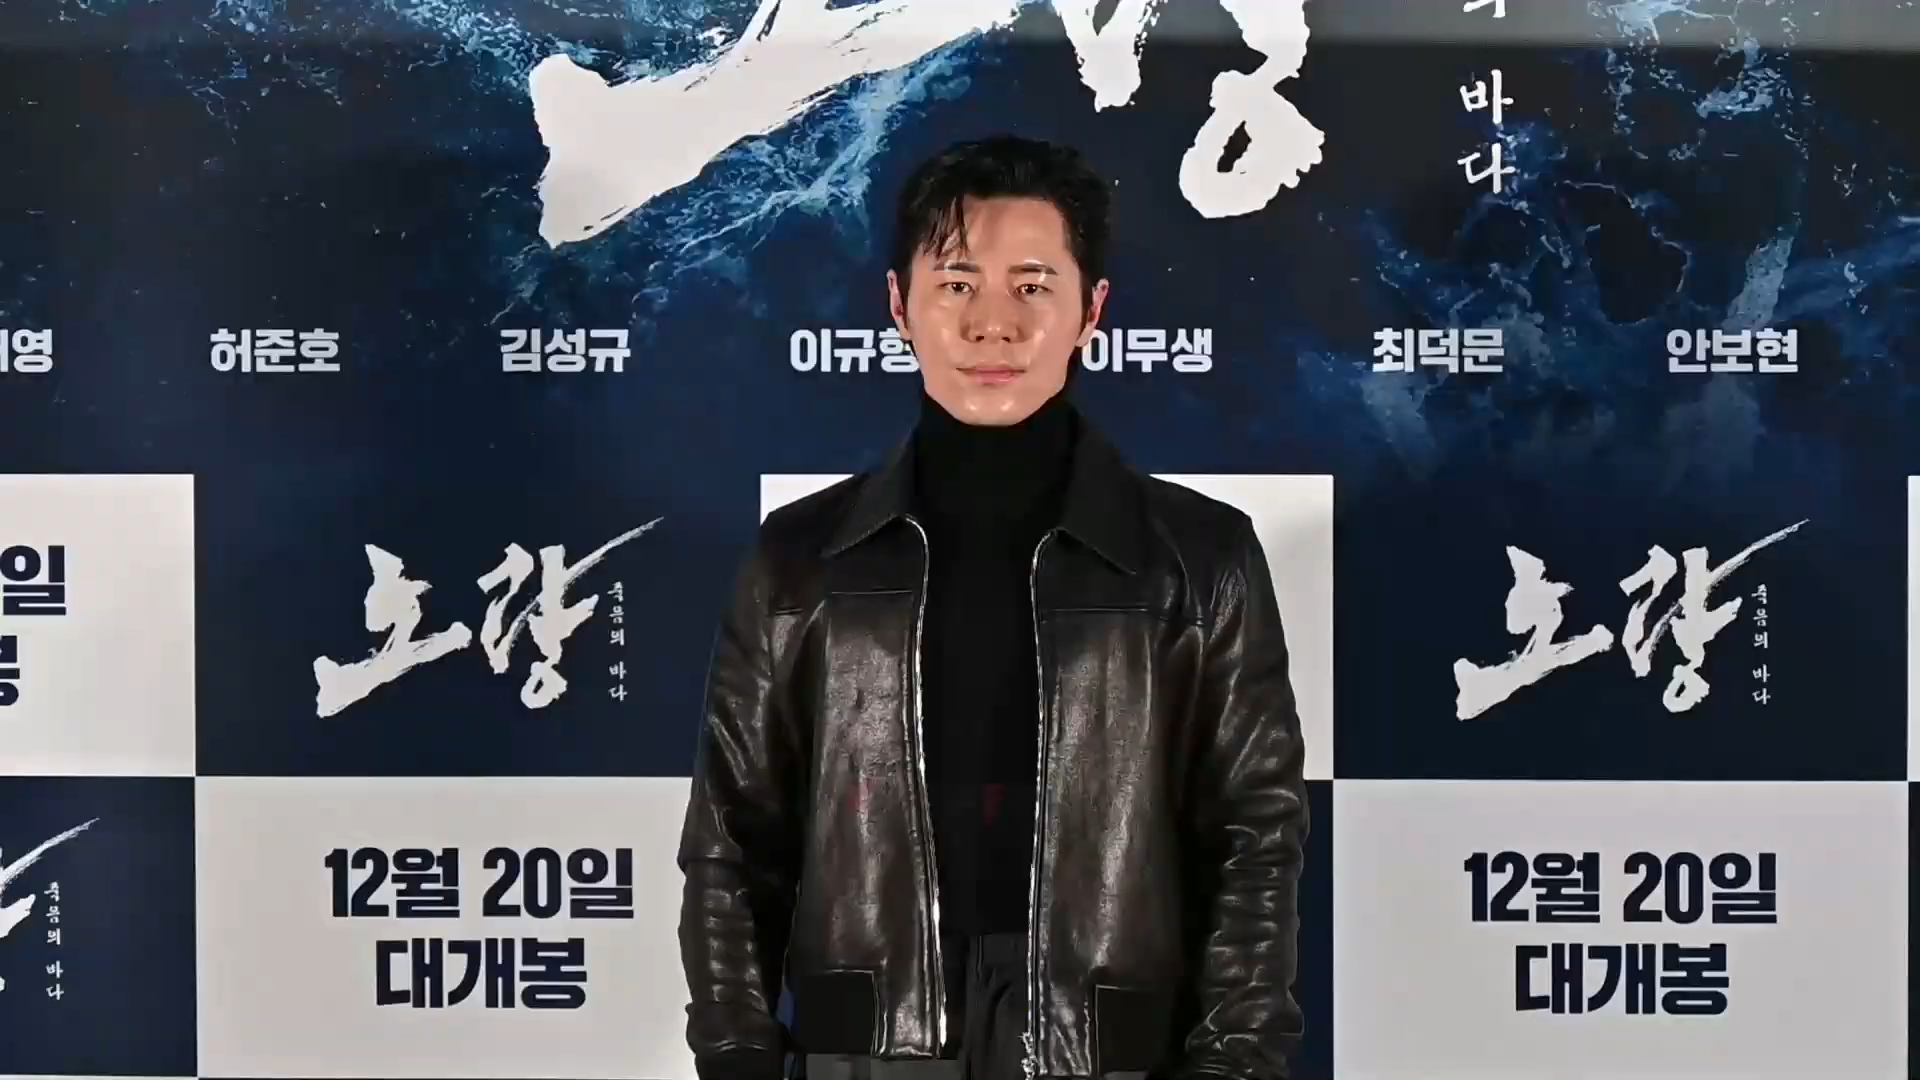 바다
허준호 김성규 이규형 이무생 최덕문 안보현
일
노량 죽음의 바다
노량 죽음의 바다
12월 20일
대개봉
12월 20일
대개봉
죽음의 바다